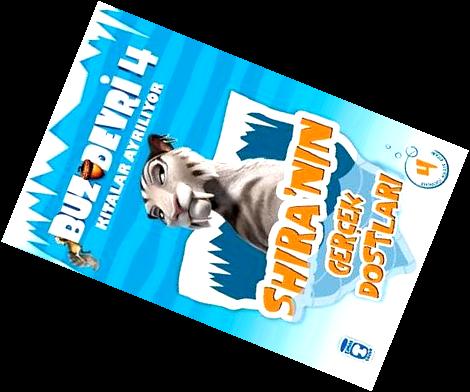 BUZ DEVRİ 4
KITALAR AYRILIYOR
SHIRA'NIN
GERÇEK
DOSTLARI
4